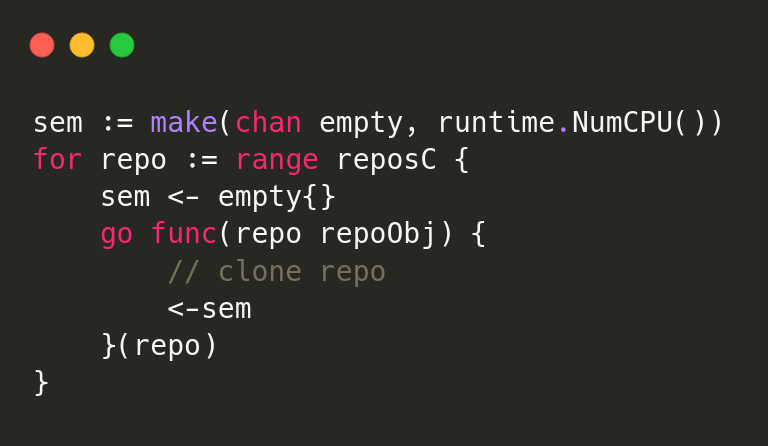 sem := make(chan empty, runtime.NumCPU())
for repo := range reposC {
    sem <- empty{}
    go func(repo repoObj) {
        // clone repo
        <-sem
    }(repo)
}